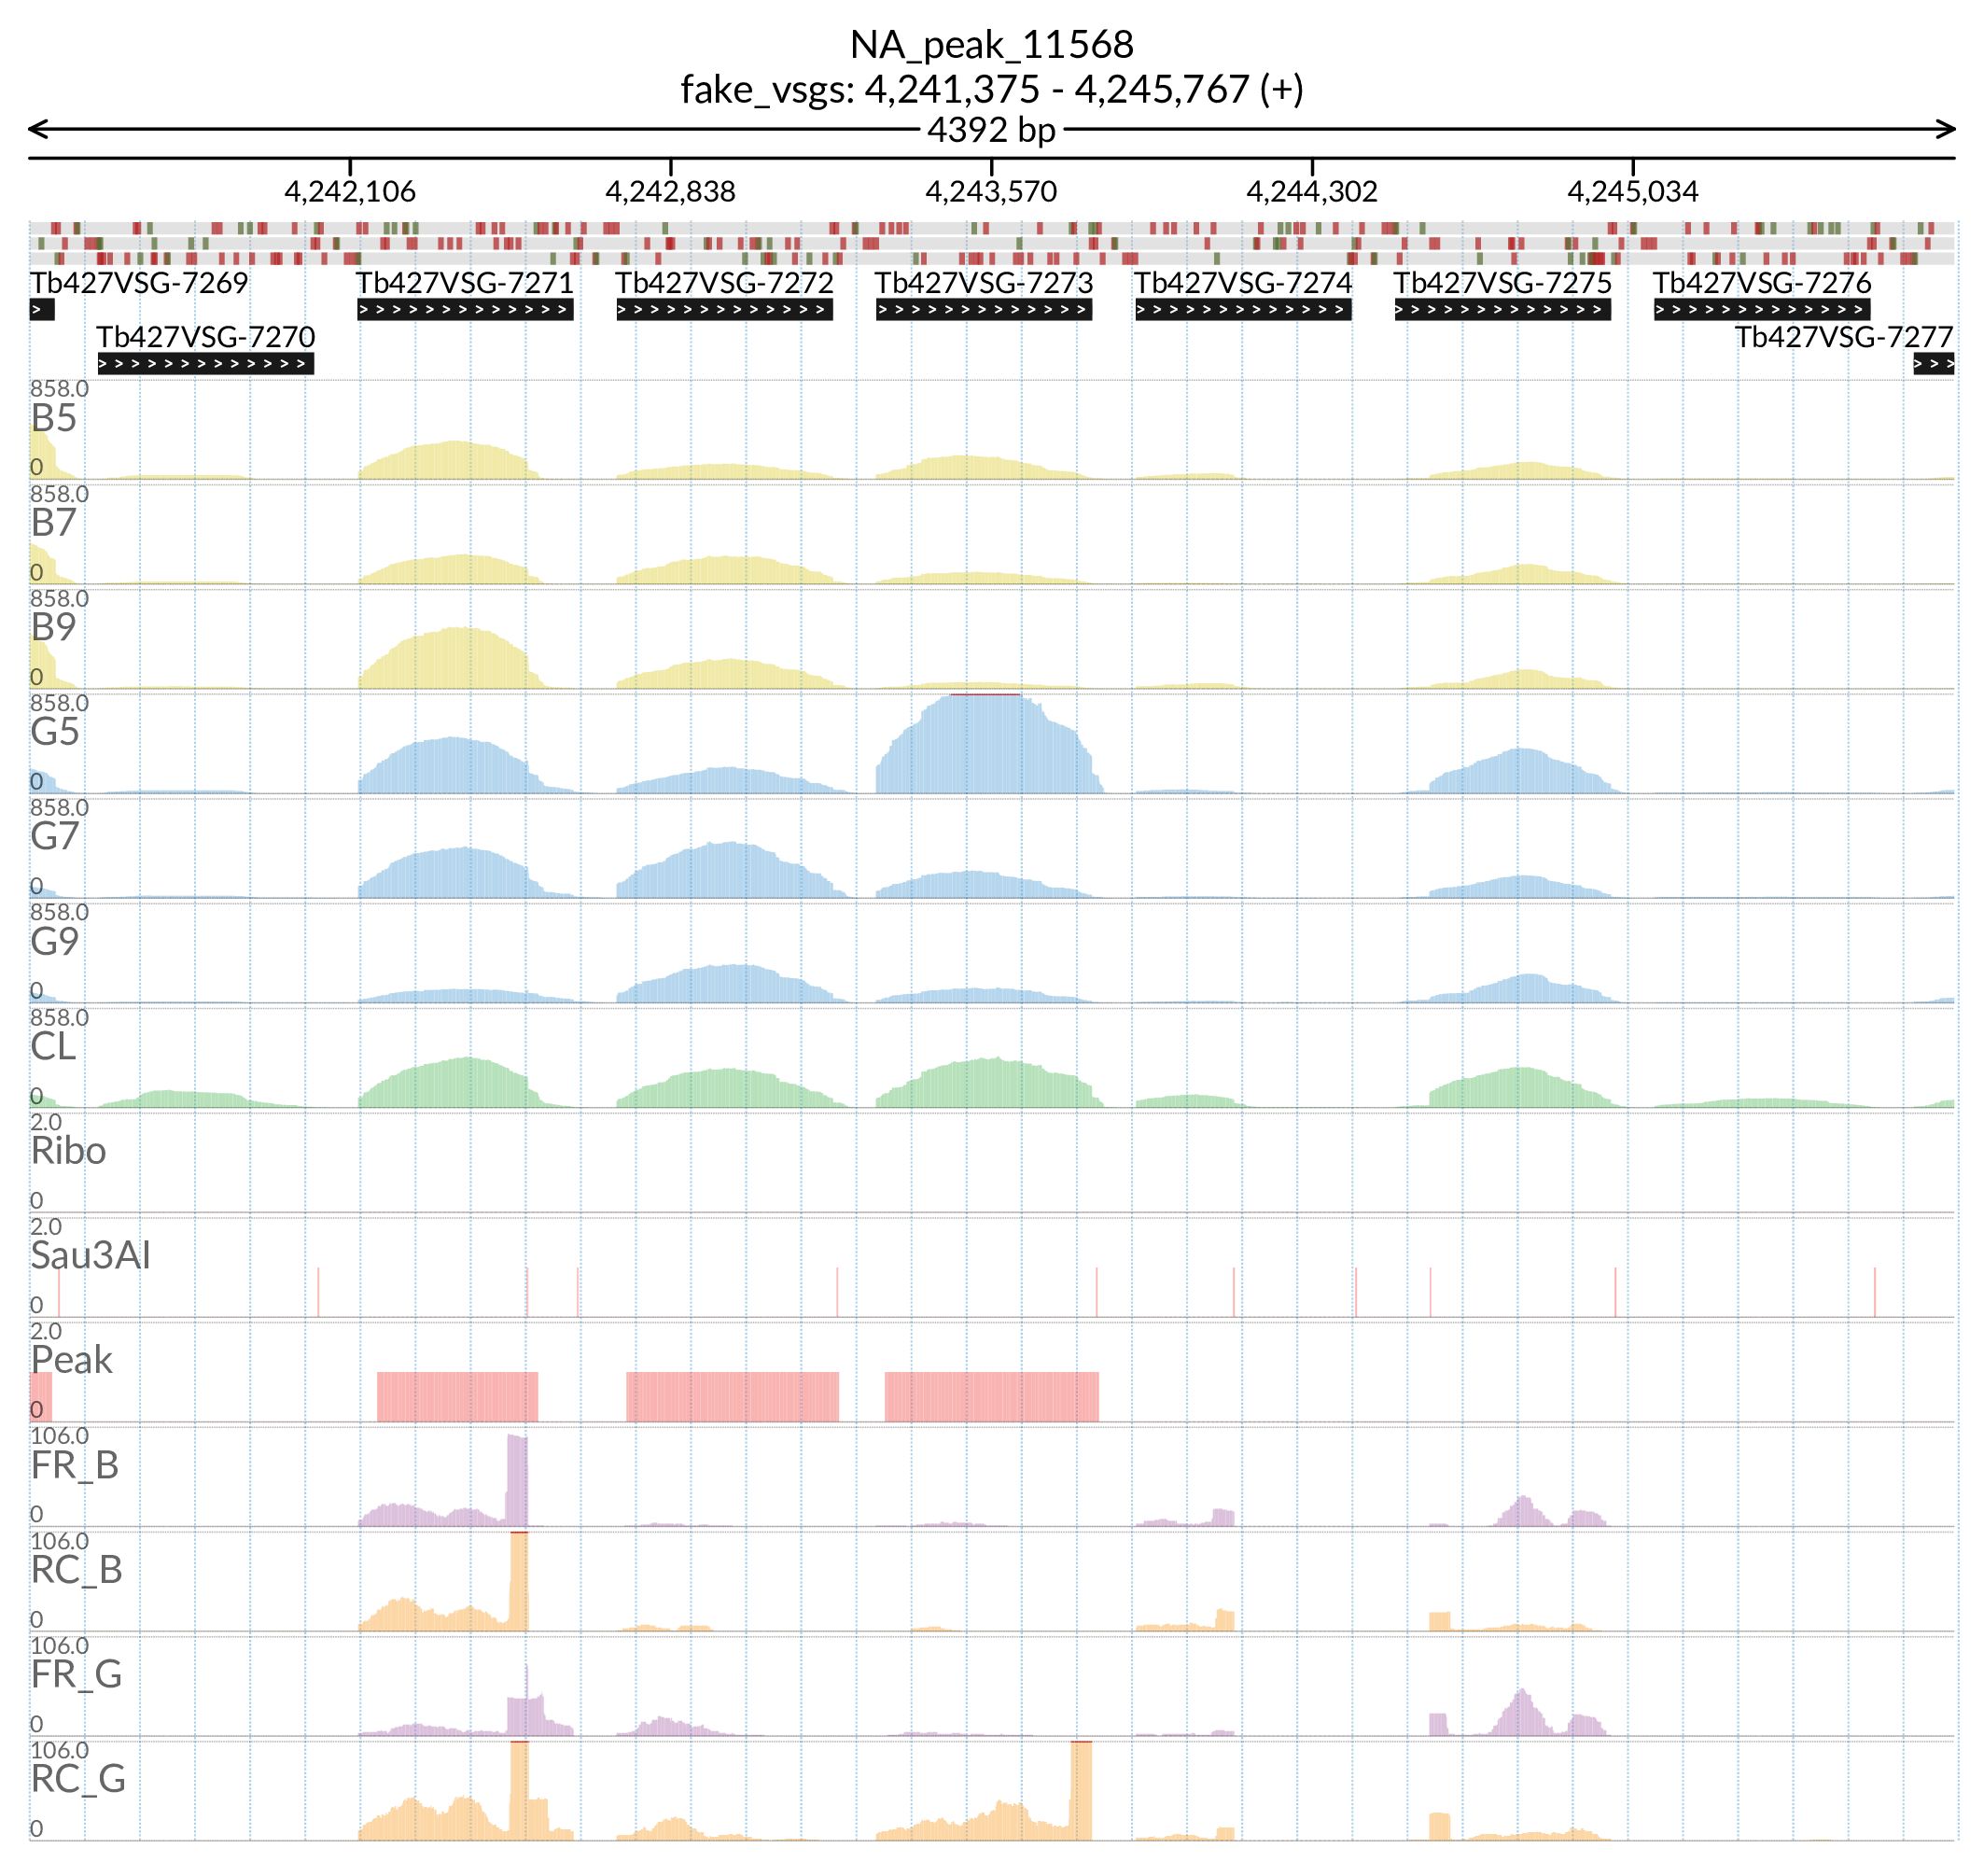 NA_peak_11568
fake_vsgs: 4,241,375 - 4,245,767 (+)
4392 bp
4,242,106 4,242,838 4,243,570 4,244,302 4,245,034
Tb427VSG-7269 Tb427VSG-7271 Tb427VSG-7272 Tb427VSG-7273 Tb427VSG-7274 Tb427VSG-7275 Tb427VSG-7276
Tb427VSG-7270 Tb427VSG-7277
858.0
B5
0
858.0
B7
0
858.0
B9
0
858.0
G5
0
858.0
G7
0
858.0
G9
0
858.0
CL
0
2.0
Ribo
0
2.0
Sau3AI
0
2.0
Peak
0
106.0
FR_B
0
106.0
RC_B
0
106.0
FR_G
0
106.0
RC_G
0